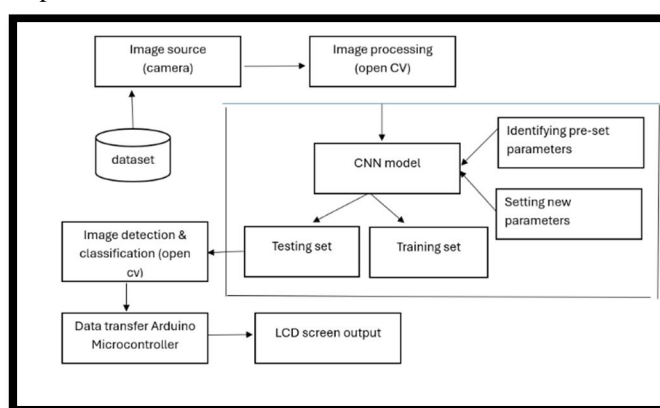 Image source
(camera)
Image processing
(open CV)
dataset
Identifying pre-set
parameters
CNN model
Setting new
parameters
Image detection &
classification (open
cv)
Testing set
Training set
Data transfer Arduino
Microcontroller
LCD screen output